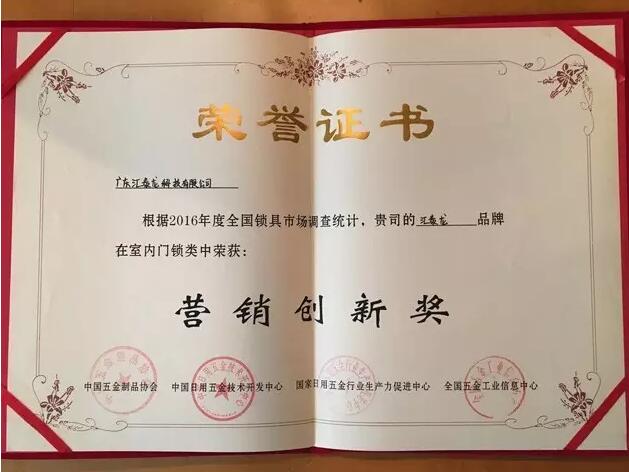 荣誉证书
广东汇泰龙科技有限公司
根据2016年度全国锁具市场调查统计，贵司的汇泰龙品牌
在室内门锁类中荣获：
营销创新奖
中国五金制品协会 中国日用五金技术开发中心 国家日用五金行业生产力促进中心 全国五金工业信息中心